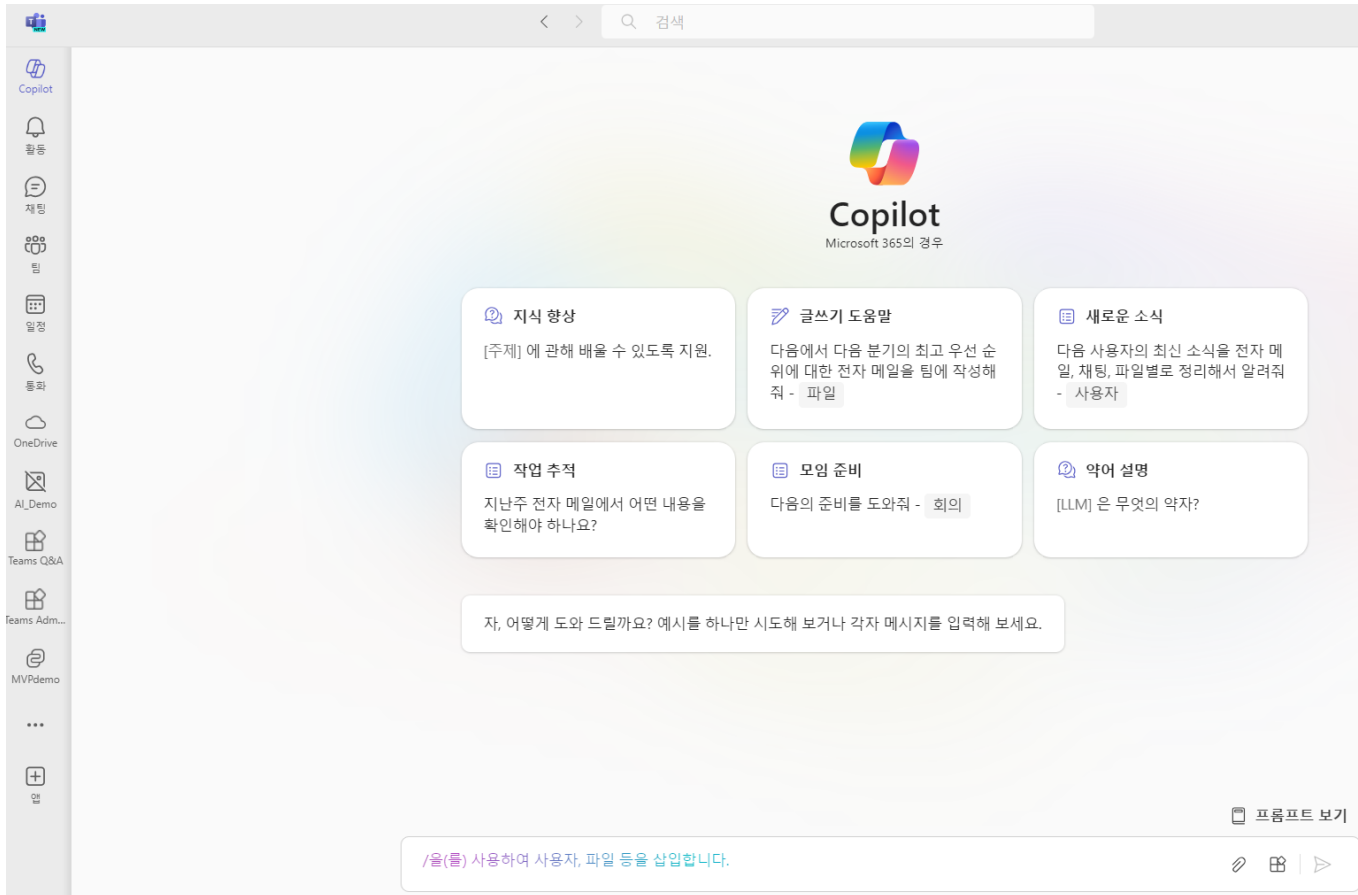 NEW
검색
Copilot
활동
채팅
팀
일정
통화
OneDrive
AI_Demo
Teams Q&A
Teams Adm...
MVPdemo
앱
Copilot
Microsoft 365의 경우
지식 향상
[주제] 에 관해 배울 수 있도록 지원.
글쓰기 도움말
다음에서 다음 분기의 최고 우선 순
위에 대한 전자 메일을 팀에 작성해
줘 - 파일
새로운 소식
다음 사용자의 최신 소식을 전자 메
일, 채팅, 파일별로 정리해서 알려줘
- 사용자
작업 추적
지난주 전자 메일에서 어떤 내용을
확인해야 하나요?
모임 준비
다음의 준비를 도와줘 - 회의
약어 설명
[LLM] 은 무엇의 약자?
자, 어떻게 도와 드릴까요? 예시를 하나만 시도해 보거나 각자 메시지를 입력해 보세요.
프롬프트 보기
/을(를) 사용하여 사용자, 파일 등을 삽입합니다.